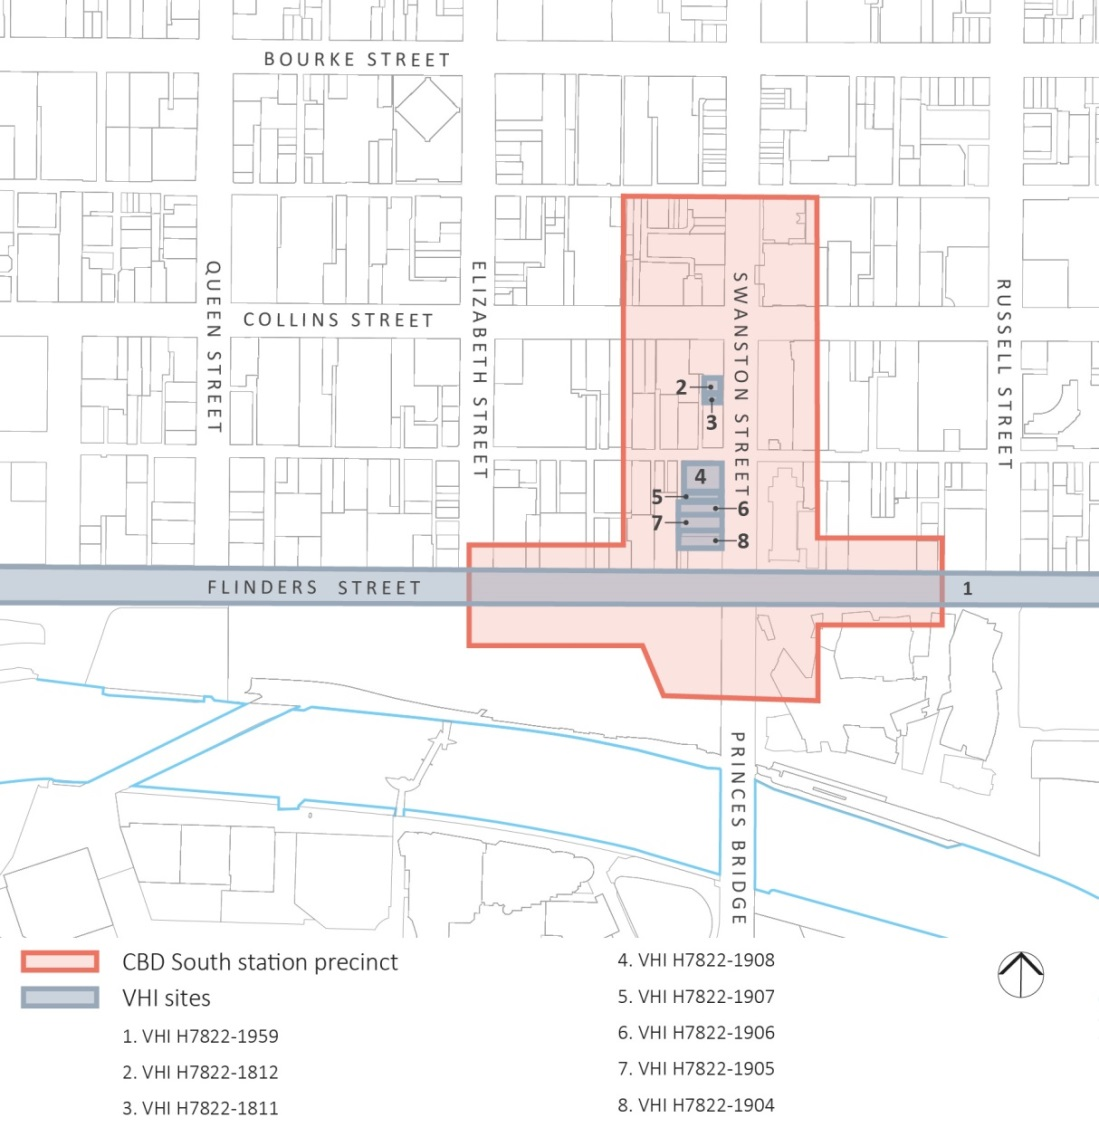 BOURKE STREET
QUEEN STREET
COLLINS STREET
ELIZABETH STREET
SWANSTON STREET
RUSSELL STREET
2
3
4
5
6
7
8
FLINDERS STREET
1
PRINCES BRIDGE
CBD South station precinct
VHI sites
1. VHI H7822-1959
2. VHI H7822-1812
3. VHI H7822-1811
4. VHI H7822-1908
5. VHI H7822-1907
6. VHI H7822-1906
7. VHI H7822-1905
8. VHI H7822-1904